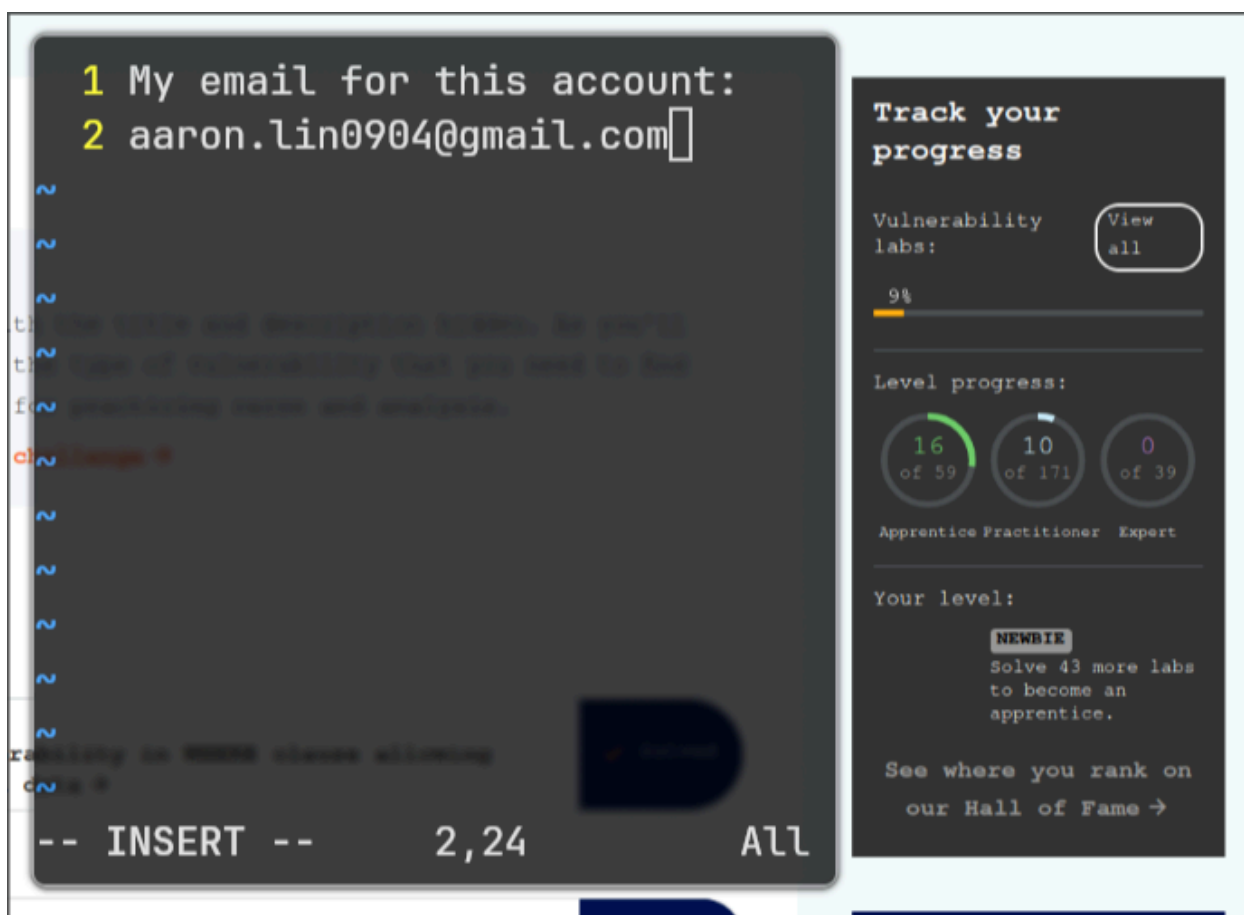 1 My email for this account:
2 aaron.lin0904@gmail.com
~
~
~
~
~
~
~
~
~
~
~
~
-- INSERT -- 2,24 All
Track your
progress
Vulnerability
labs:
View
all
9%
Level progress:
16
of 59
10
of 171
0
of 39
Apprentice Practitioner Expert
Your level:
NEWBIE
Solve 43 more labs
to become an
apprentice.
See where you rank on
our Hall of Fame →